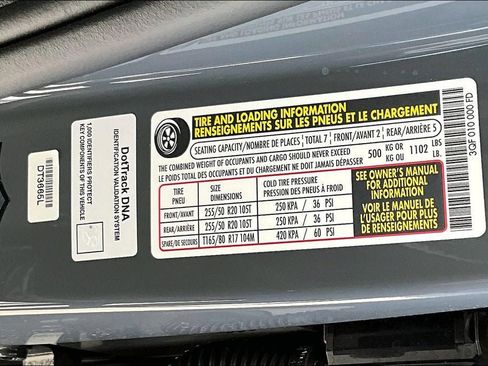 TIRE AND LOADING INFORMATION
RENSEIGNEMENTS SUR LES PNEUS ET LE CHARGEMENT
SEATING CAPACITY/NOMBRE DE PLACES: TOTAL 7 FRONT/AVANT 2 REAR/ARRIÈRE 5
THE COMBINED WEIGHT OF OCCUPANTS AND CARGO SHOULD NEVER EXCEED 500 KG OR 1102 LBS
LE POIDS TOTAL DES OCCUPANTS ET DU CHARGEMENT NE DOIT JAMAIS DÉPASSER KG OU LB.
TIRE SIZE COLD TIRE PRESSURE
PNEU DIMENSIONS PRESSION DES PNEUS À FROID
FRONT/AVANT 255/50 R20 105T 250 KPA / 36 PSI
REAR/ARRIÈRE 255/50 R20 105T 250 KPA / 36 PSI
SPARE/DE SECOURS T165/80 R17 104M 420 KPA / 60 PSI
SEE OWNER'S MANUAL
FOR ADDITIONAL
INFORMATION
VOIR LE MANUEL DE
L'USAGER POUR PLUS
DE RENSEIGNEMENTS
3QF 010 000 FD
DotTrack DNA
IDENTIFICATION VALIDATION SYSTEM
1,000 IDENTIFIERS PROTECT
KEY COMPONENTS OF THIS VEHICLE